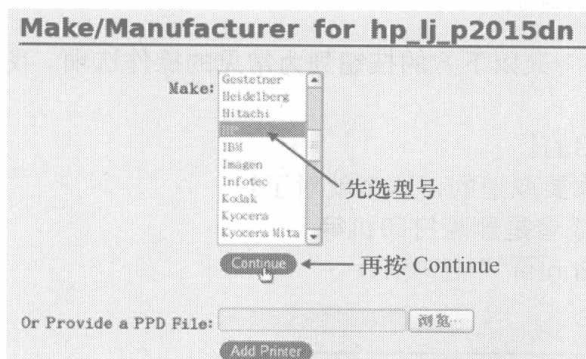 Make/Manufacturer for hp_lj_p2015dn
Make:
Gestetner
Heidelberg
Hitachi
HP
IBM
Imagen
Infotec
Kodak
Kyocera
Kyocera Mita
先选型号
Continue
再按 Continue
Or Provide a PPD File:
浏览…
Add Printer